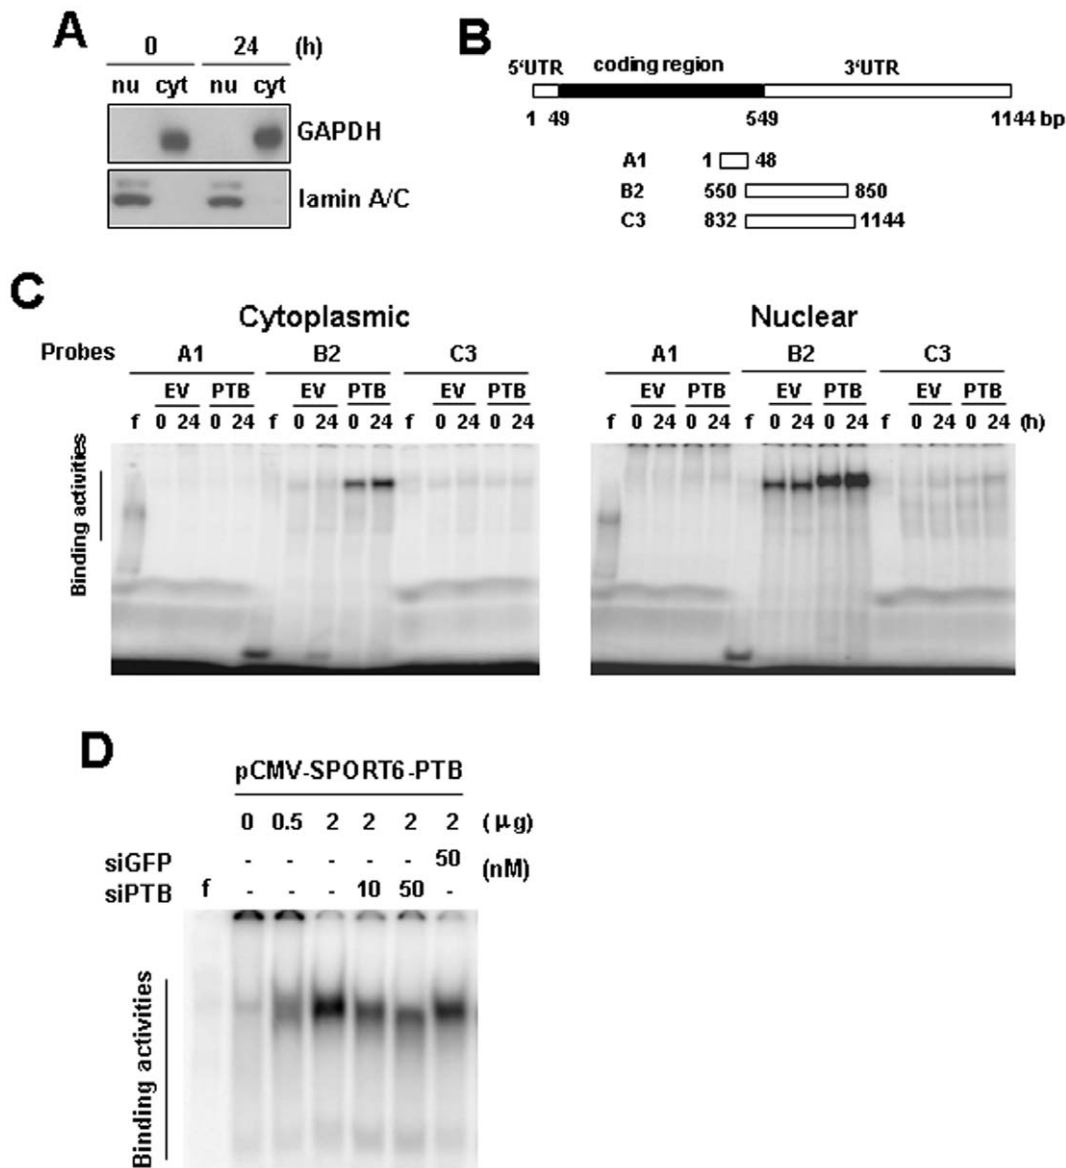 A
0 24 (h)
nu cyt nu cyt
GAPDH
lamin A/C
B
5'UTR coding region 3'UTR
1 49 549 1144 bp
A1 1 48
B2 550 850
C3 832 1144
C
Cytoplasmic Nuclear
Probes A1 B2 C3 A1 B2 C3
EV PTB EV PTB EV PTB EV PTB EV PTB EV PTB
f 0 24 0 24 f 0 24 0 24 f 0 24 0 24 f 0 24 0 24 f 0 24 0 24 f 0 24 0 24 (h)
Binding activities
D
pCMV-SPORT6-PTB
0 0.5 2 2 2 2 (μg)
siGFP - - - - - 50 (nM)
siPTB f - - - 10 50 -
Binding activities